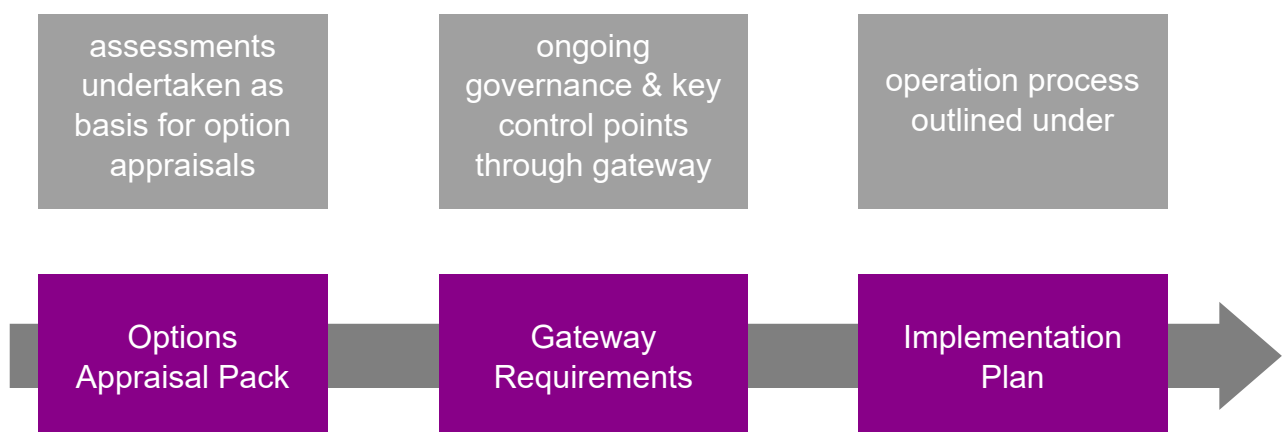 assessments
undertaken as
basis for option
appraisals
ongoing
governance & key
control points
through gateway
operation process
outlined under
Options
Appraisal Pack
Gateway
Requirements
Implementation
Plan